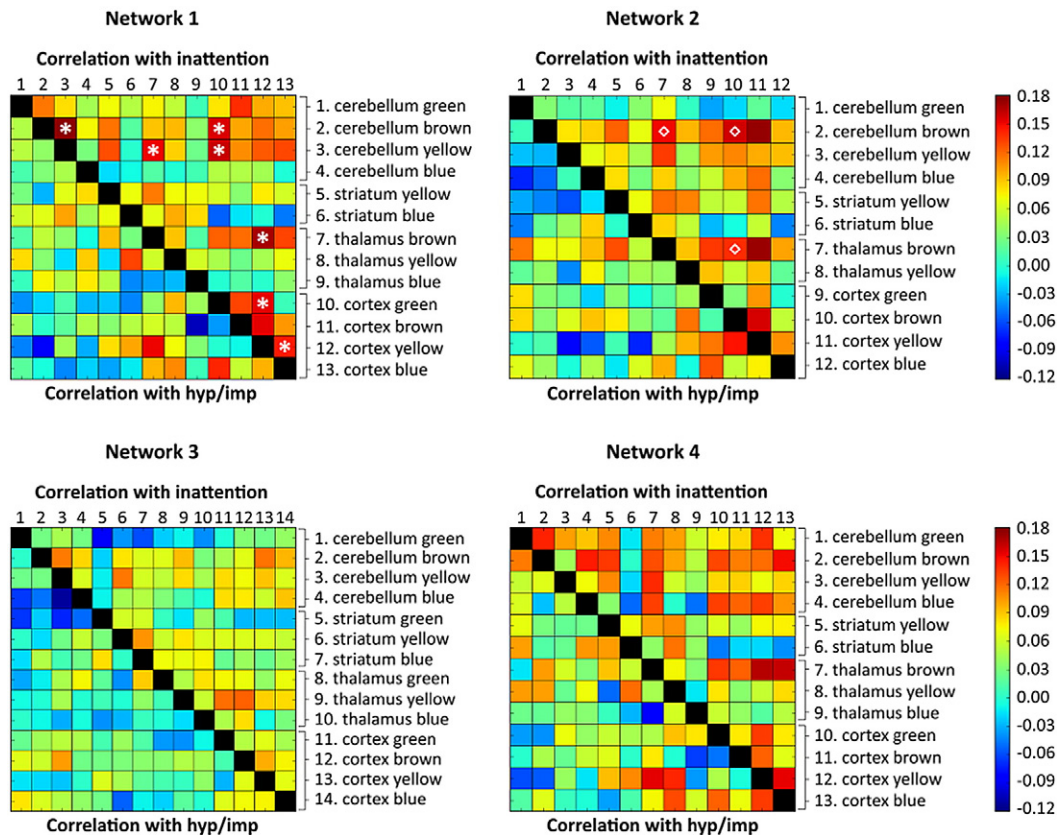 Network 1
Correlation with inattention
1 2 3 4 5 6 7 8 9 10 11 12 13
1. cerebellum green
2. cerebellum brown
3. cerebellum yellow
4. cerebellum blue
5. striatum yellow
6. striatum blue
7. thalamus brown
8. thalamus yellow
9. thalamus blue
10. cortex green
11. cortex brown
12. cortex yellow
13. cortex blue
Correlation with hyp/imp
Network 2
Correlation with inattention
1 2 3 4 5 6 7 8 9 10 11 12
1. cerebellum green
2. cerebellum brown
3. cerebellum yellow
4. cerebellum blue
5. striatum yellow
6. striatum blue
7. thalamus brown
8. thalamus yellow
9. cortex green
10. cortex brown
11. cortex yellow
12. cortex blue
Correlation with hyp/imp
0.18
0.15
0.12
0.09
0.06
0.03
0.00
-0.03
-0.06
-0.09
-0.12
Network 3
Correlation with inattention
1 2 3 4 5 6 7 8 9 10 11 12 13 14
1. cerebellum green
2. cerebellum brown
3. cerebellum yellow
4. cerebellum blue
5. striatum green
6. striatum yellow
7. striatum blue
8. thalamus green
9. thalamus yellow
10. thalamus blue
11. cortex green
12. cortex brown
13. cortex yellow
14. cortex blue
Correlation with hyp/imp
Network 4
Correlation with inattention
1 2 3 4 5 6 7 8 9 10 11 12 13
1. cerebellum green
2. cerebellum brown
3. cerebellum yellow
4. cerebellum blue
5. striatum yellow
6. striatum blue
7. thalamus brown
8. thalamus yellow
9. thalamus blue
10. cortex green
11. cortex brown
12. cortex yellow
13. cortex blue
Correlation with hyp/imp
0.18
0.15
0.12
0.09
0.06
0.03
0.00
-0.03
-0.06
-0.09
-0.12